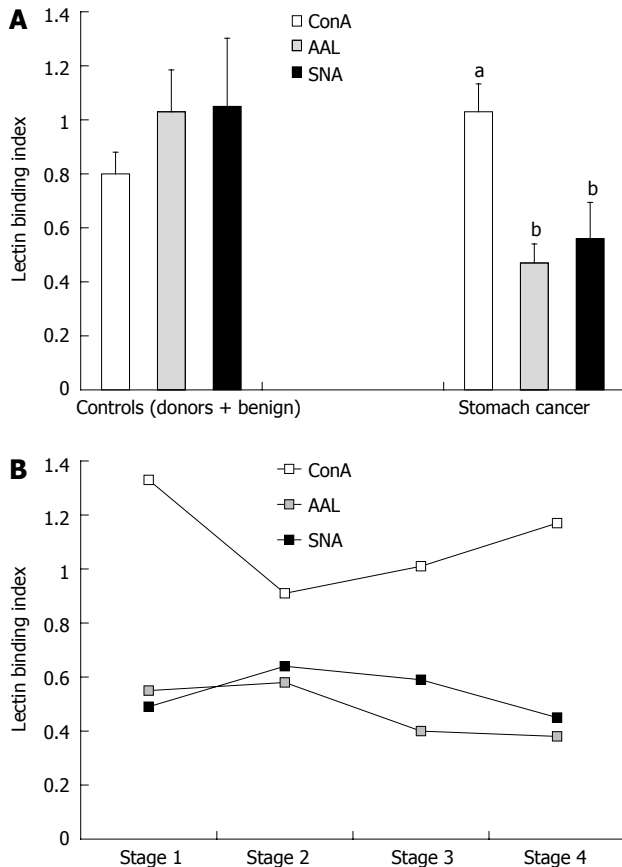 A
1.4
1.2
1
0.8
0.6
0.4
0.2
0
Lectin binding index
ConA
AAL
SNA
a
b
b
Controls (donors + benign)
Stomach cancer
B
1.4
1.2
1
0.8
0.6
0.4
0.2
0
Lectin binding index
ConA
AAL
SNA
Stage 1
Stage 2
Stage 3
Stage 4